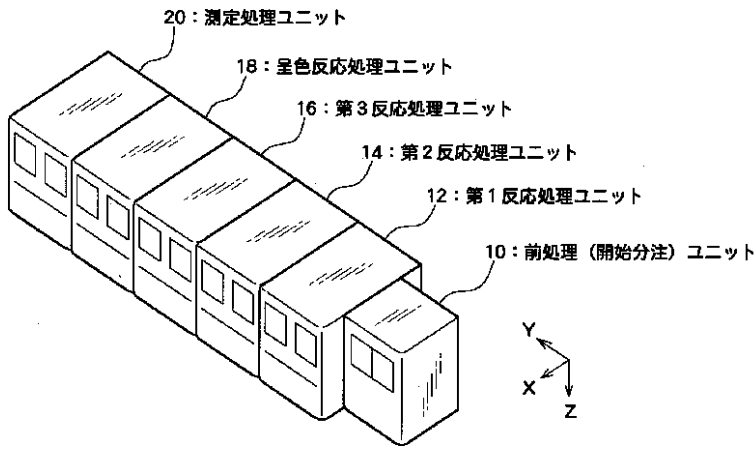 20：測定処理ユニット
18：呈色反応処理ユニット
16：第3反応処理ユニット
14：第2反応処理ユニット
12：第1反応処理ユニット
10：前処理（開始分注）ユニット
Y
X
Z